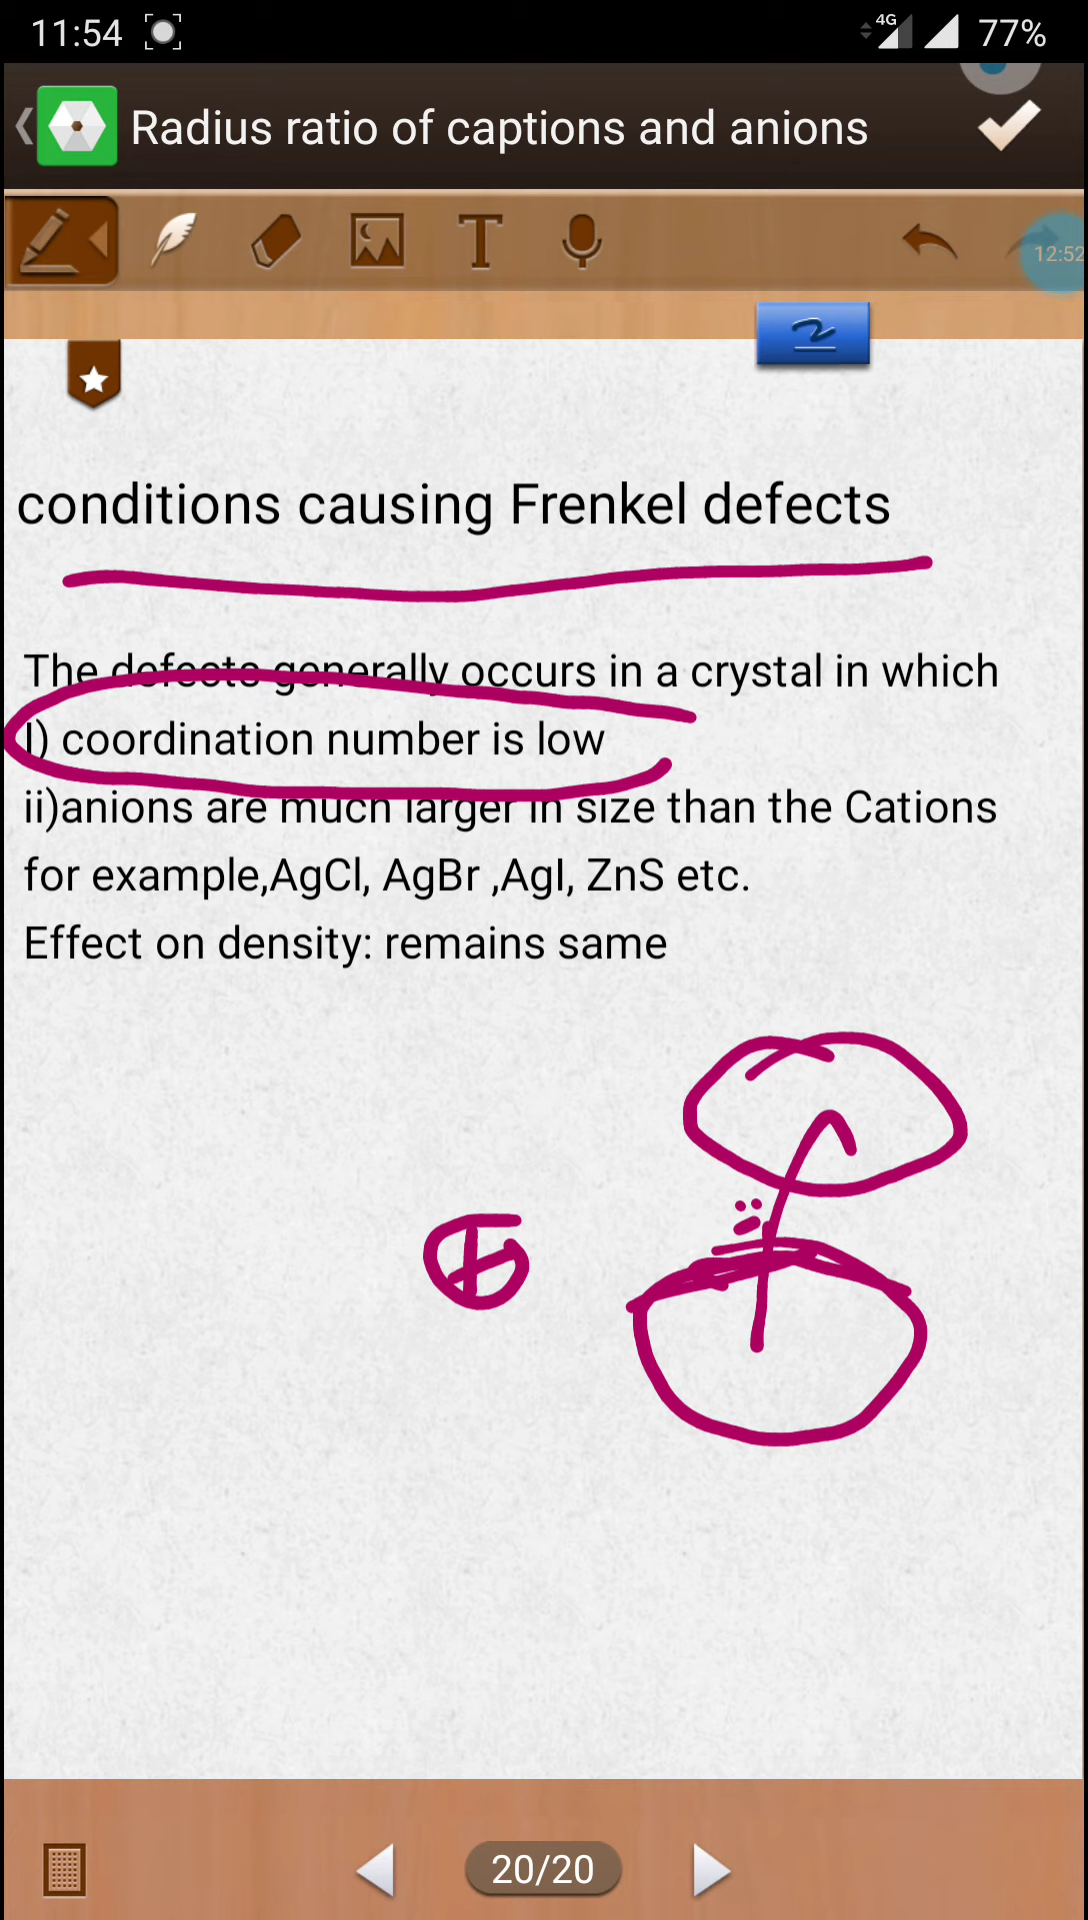 11:54 4G 77%
Radius ratio of captions and anions
T 12:52
conditions causing Frenkel defects
The defects generally occurs in a crystal in which
I) coordination number is low
ii)anions are much larger in size than the Cations
for example,AgCl, AgBr ,AgI, ZnS etc.
Effect on density: remains same
20/20